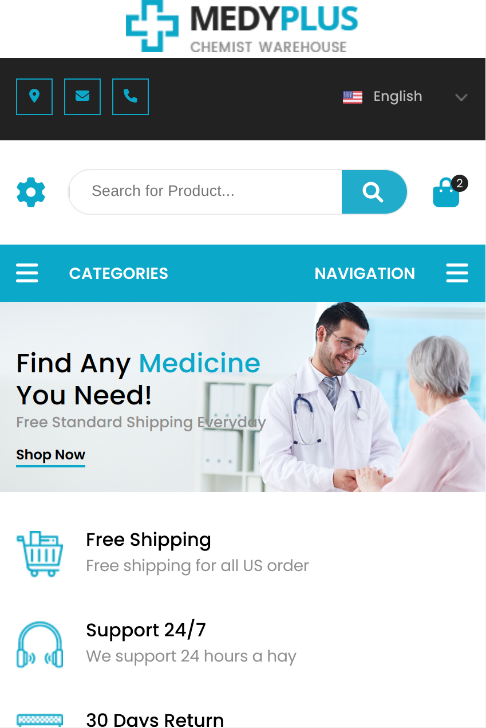 MEDYPLUS
CHEMIST WAREHOUSE
English
Search for Product...
2
CATEGORIES
NAVIGATION
Find Any Medicine
You Need!
Free Standard Shipping Everyday
Shop Now
Free Shipping
Free shipping for all US order
Support 24/7
We support 24 hours a hay
30 Days Return